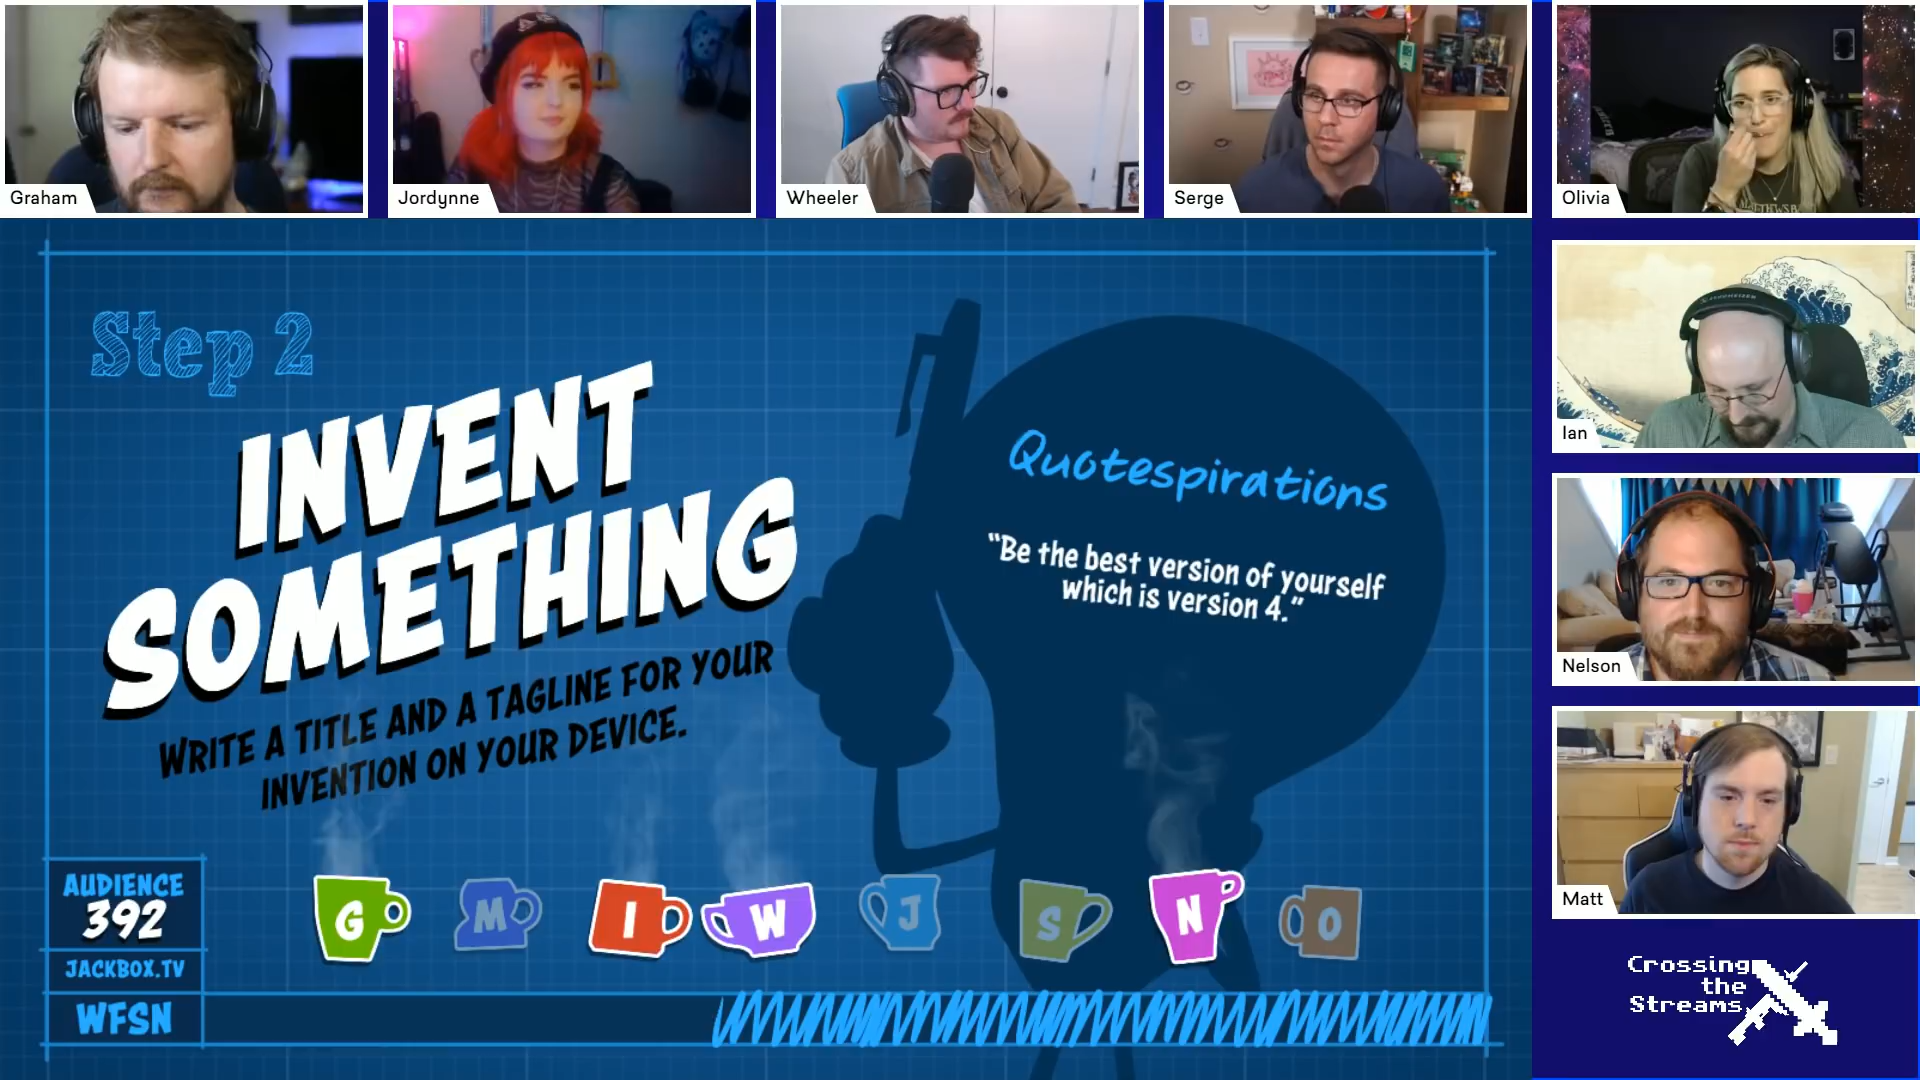 Graham
Jordynne
Wheeler
Serge
Olivia
Step 2
INVENT
SOMETHING
WRITE A TITLE AND A TAGLINE FOR YOUR
INVENTION ON YOUR DEVICE.
Quotespirations
"Be the best version of yourself
which is version 4."
Ian
Nelson
Matt
AUDIENCE
392
JACKBOX.TV
WFSN
G
M
I
W
J
S
N
O
Crossing
the
Streams